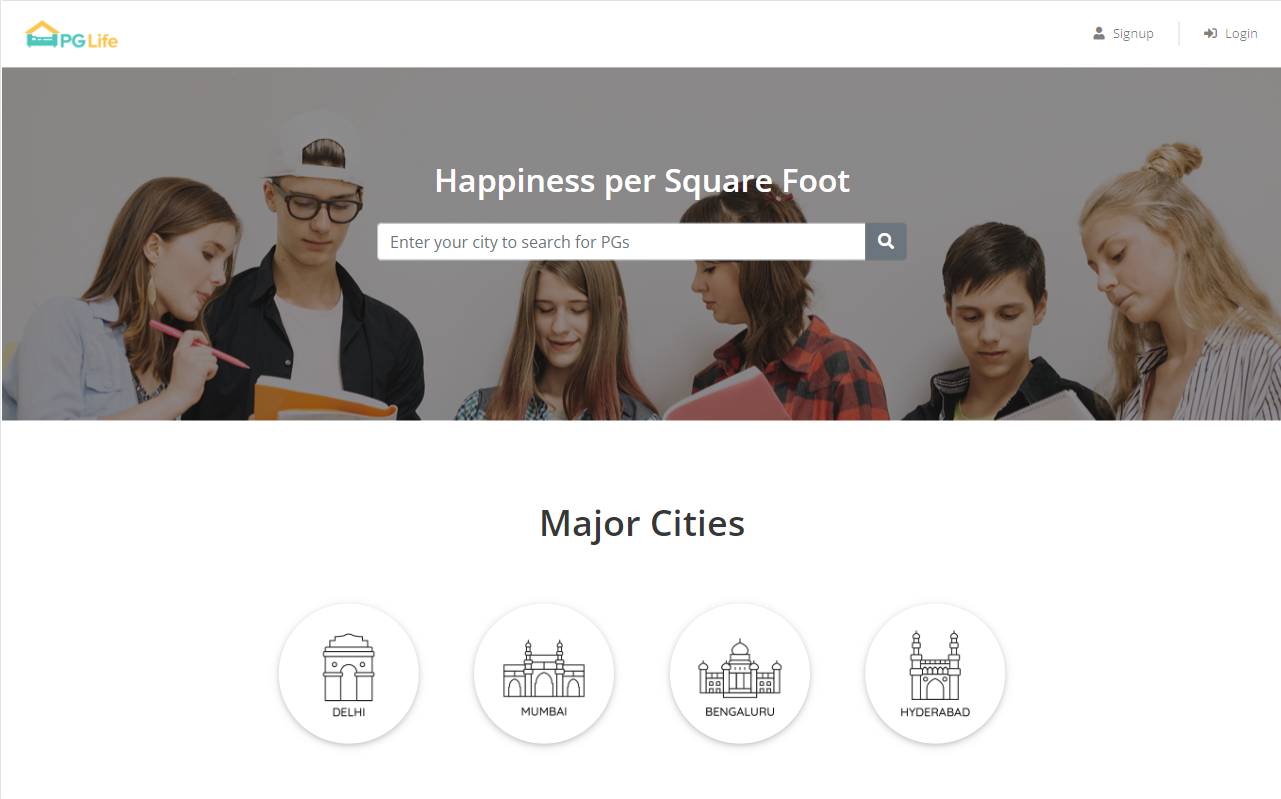 PG Life
Signup
Login
Happiness per Square Foot
Enter your city to search for PGs
Major Cities
DELHI
MUMBAI
BENGALURU
HYDERABAD